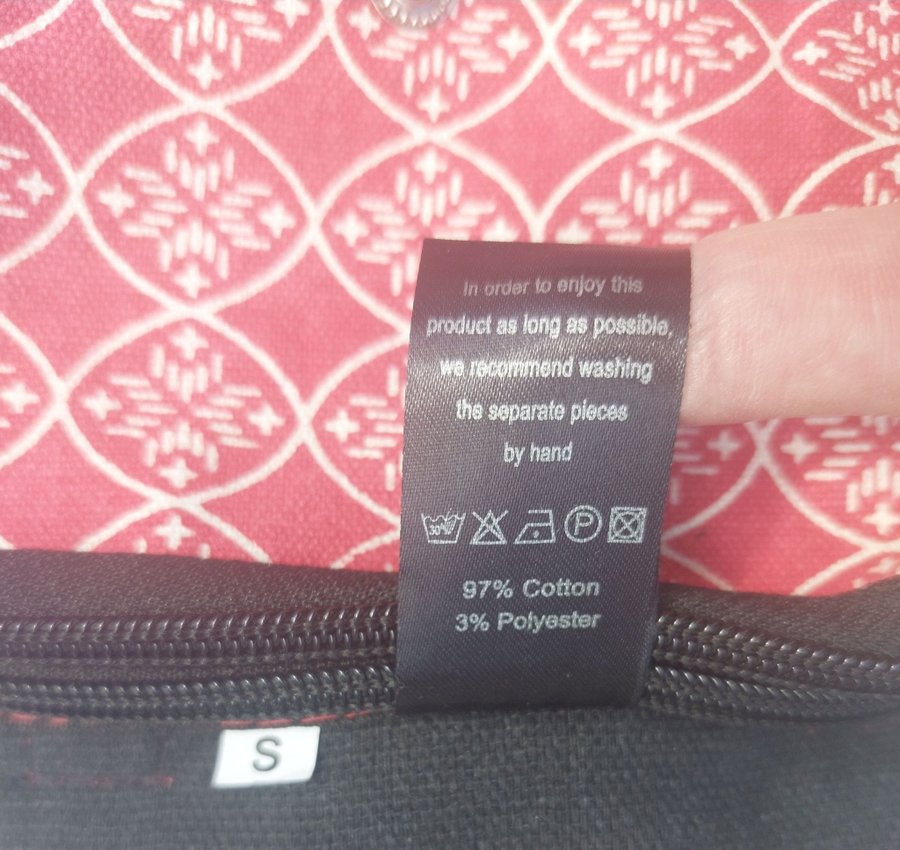 In order to enjoy this
product as long as possible,
we recommend washing
the separate pieces
by hand
30° P
97% Cotton
3% Polyester
S